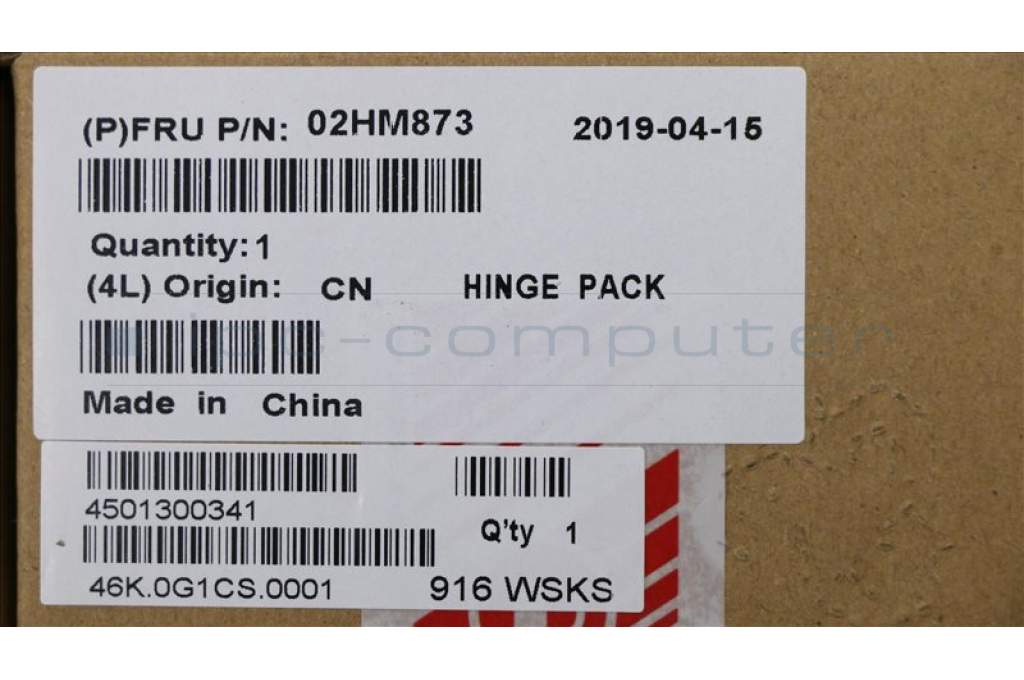 (P)FRU P/N: 02HM873 2019-04-15
Quantity: 1
(4L) Origin: CN HINGE PACK
ipc-computer
Made in China
4501300341
Q'ty 1
46K.0G1CS.0001 916 WSKS